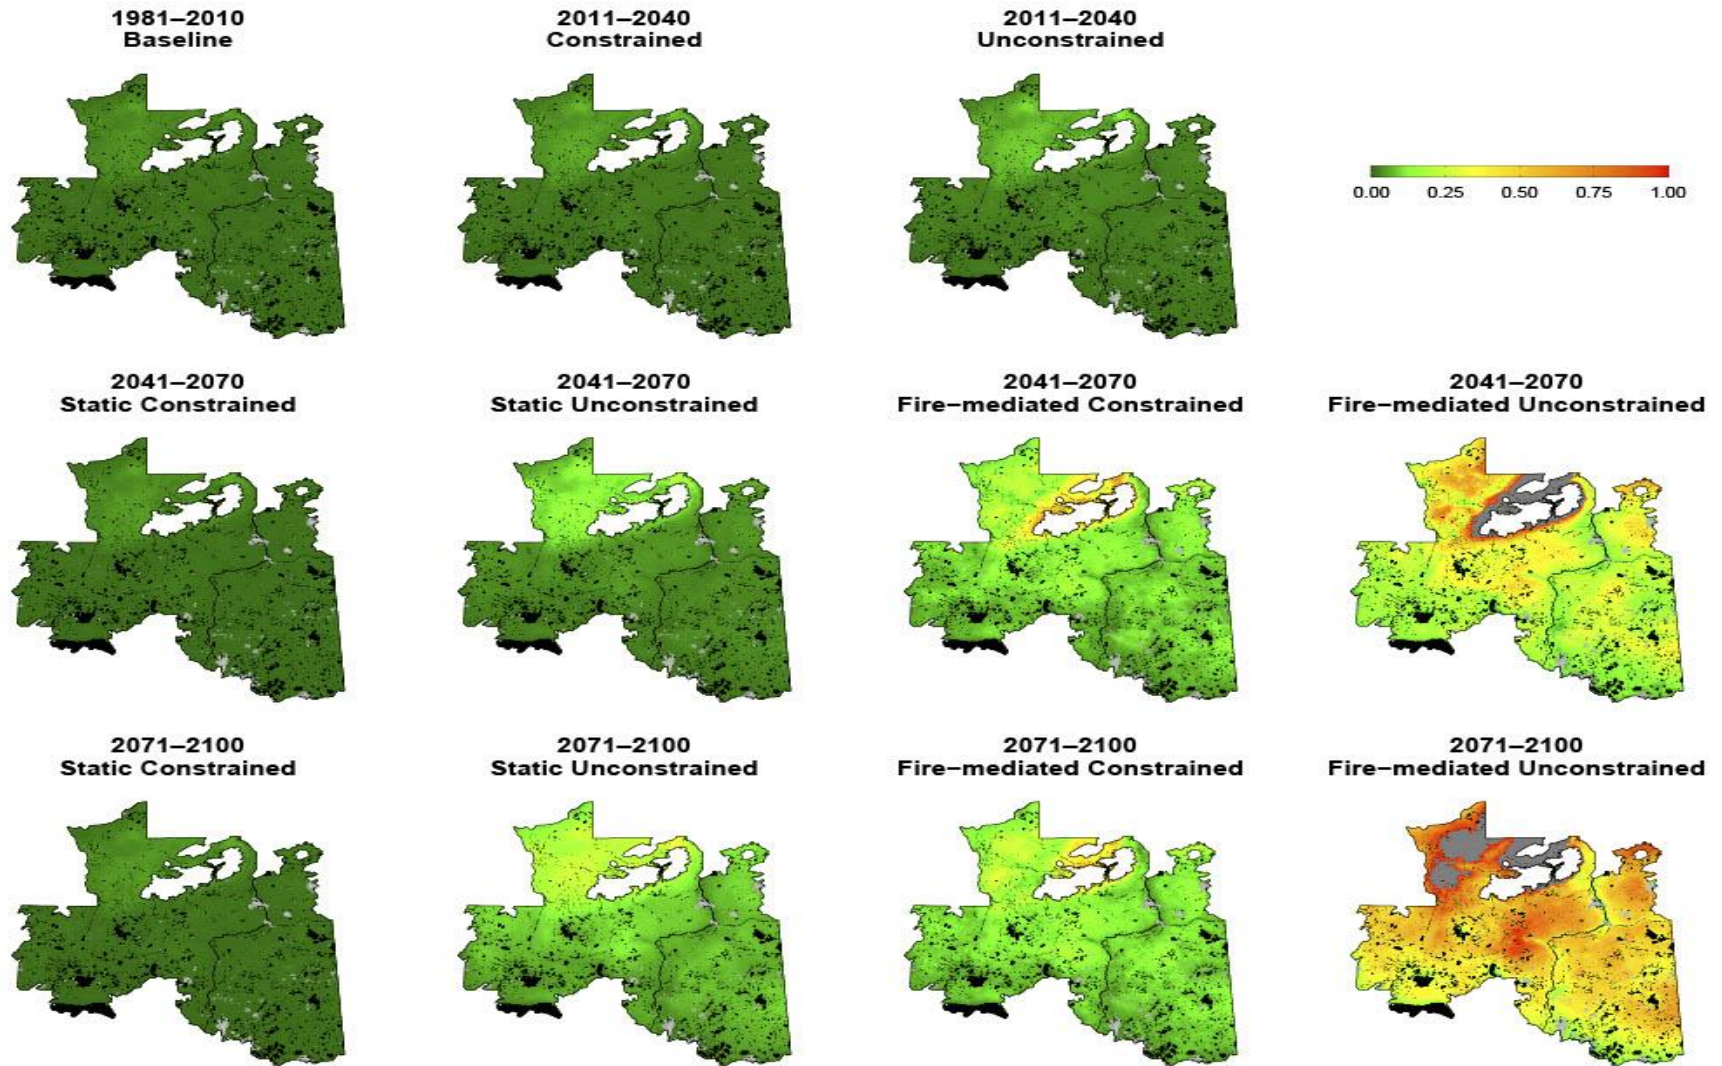 1981–2010
Baseline
2011–2040
Constrained
2011–2040
Unconstrained
0.00 0.25 0.50 0.75 1.00
2041–2070
Static Constrained
2041–2070
Static Unconstrained
2041–2070
Fire−mediated Constrained
2041–2070
Fire−mediated Unconstrained
2071–2100
Static Constrained
2071–2100
Static Unconstrained
2071–2100
Fire−mediated Constrained
2071–2100
Fire−mediated Unconstrained